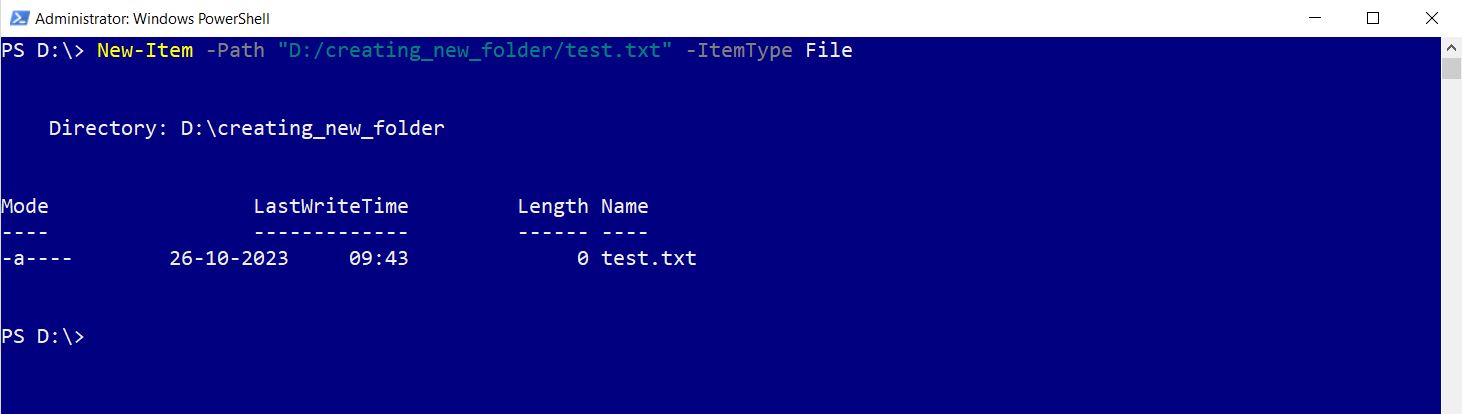 Administrator: Windows PowerShell
PS D:\> New-Item -Path "D:/creating_new_folder/test.txt" -ItemType File
Directory: D:\creating_new_folder
Mode LastWriteTime Length Name
---- ------------- ------ ----
-a---- 26-10-2023 09:43 0 test.txt
PS D:\>